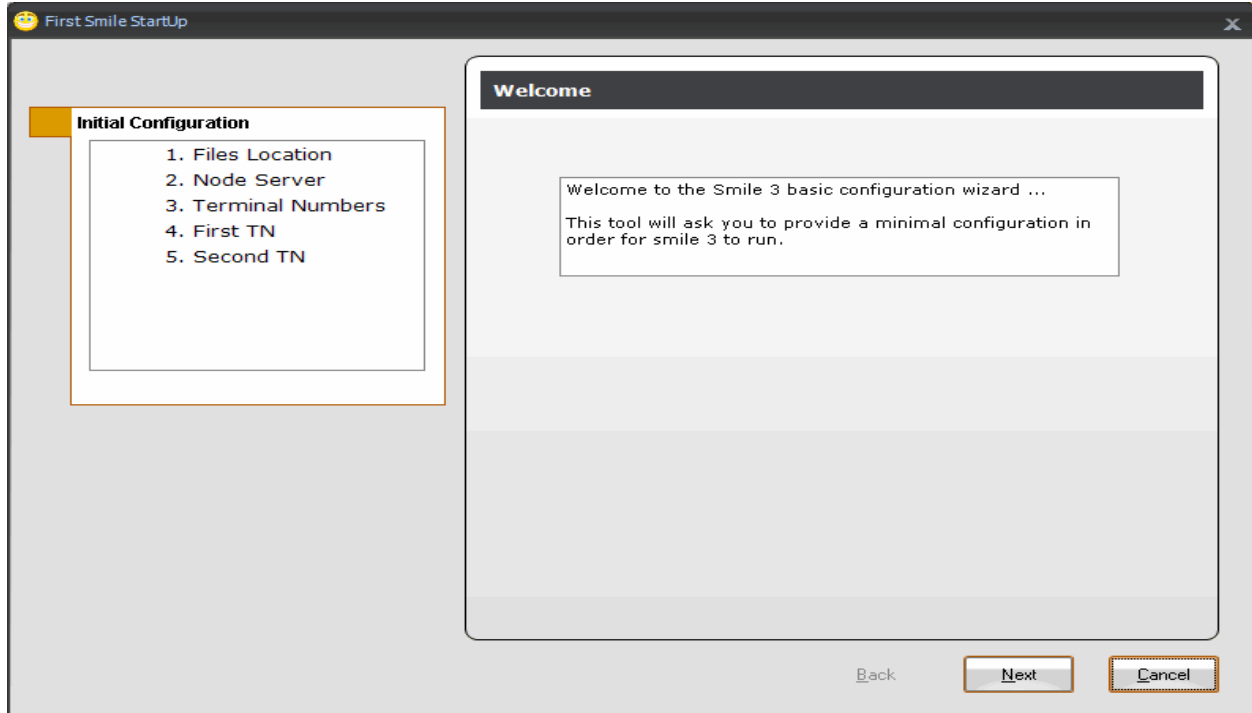 First Smile StartUp
x
Initial Configuration
1. Files Location
2. Node Server
3. Terminal Numbers
4. First TN
5. Second TN
Welcome
Welcome to the Smile 3 basic configuration wizard ...
This tool will ask you to provide a minimal configuration in
order for smile 3 to run.
Back
Next
Cancel